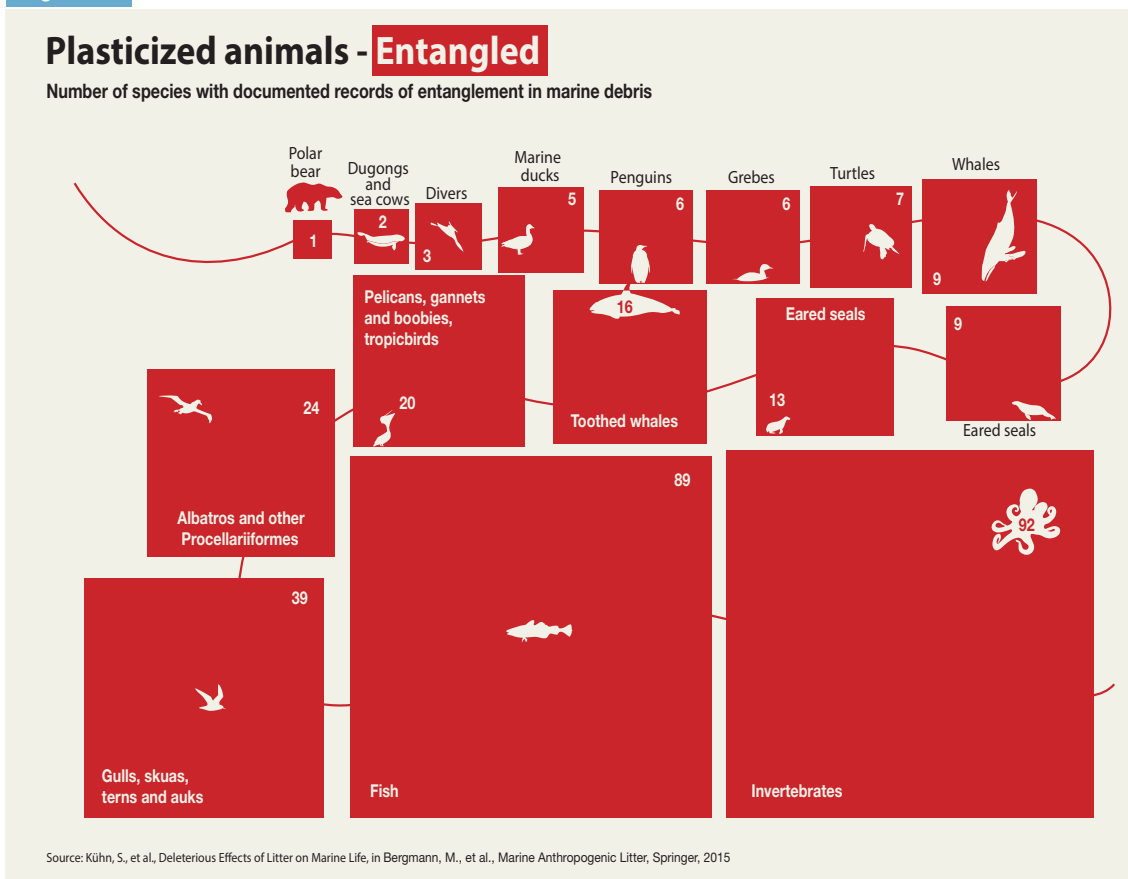 Plasticized animals - Entangled
Number of species with documented records of entanglement in marine debris
Polar
bear
1
Dugongs
and
sea cows
2
Divers
3
Marine
ducks
5
Penguins
6
Grebes
6
Turtles
7
Whales
9
Pelicans, gannets
and boobies,
tropicbirds
20
16
Toothed whales
Eared seals
13
9
Eared seals
24
Albatros and other
Procellariiformes
39
Gulls, skuas,
terns and auks
89
Fish
92
Invertebrates
Source: Kühn, S., et al., Deleterious Effects of Litter on Marine Life, in Bergmann, M., et al., Marine Anthropogenic Litter, Springer, 2015